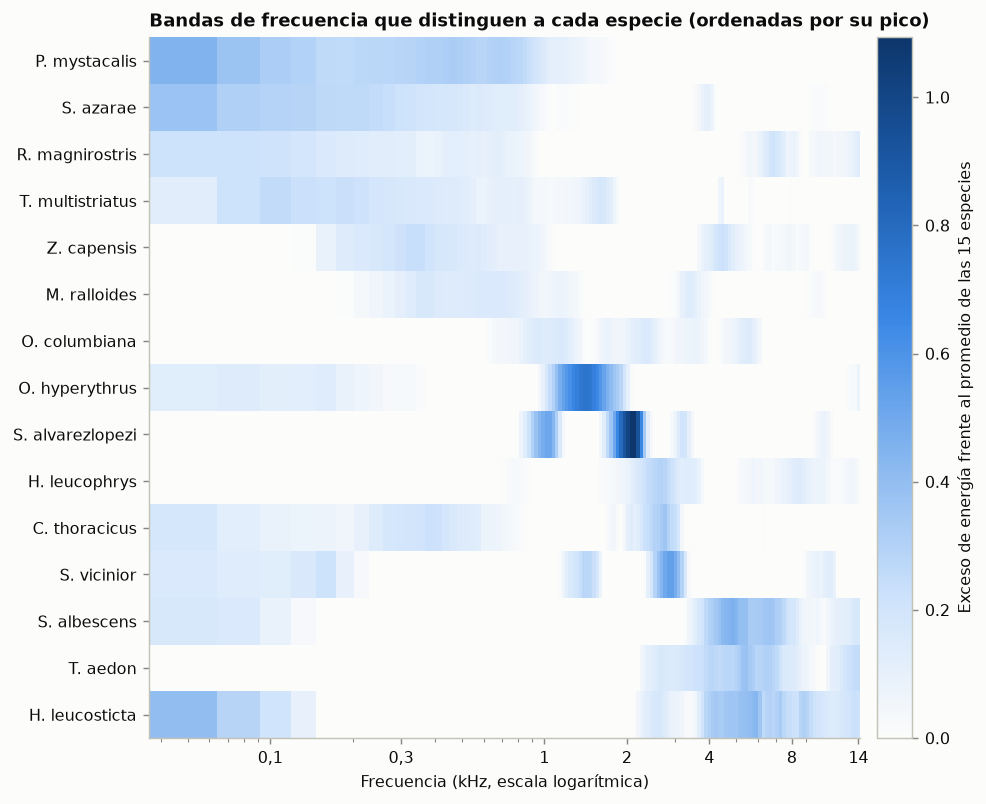 Bandas de frecuencia que distinguen a cada especie (ordenadas por su pico)
P. mystacalis
S. azarae
R. magnirostris
T. multistriatus
Z. capensis
M. ralloides
O. columbiana
O. hyperythrus
S. alvarezlopezi
H. leucophrys
C. thoracicus
S. vicinior
S. albescens
T. aedon
H. leucosticta
0,1
0,3
1
2
4
8
14
Frecuencia (kHz, escala logarítmica)
1.0
0.8
0.6
0.4
0.2
0.0
Exceso de energía frente al promedio de las 15 especies